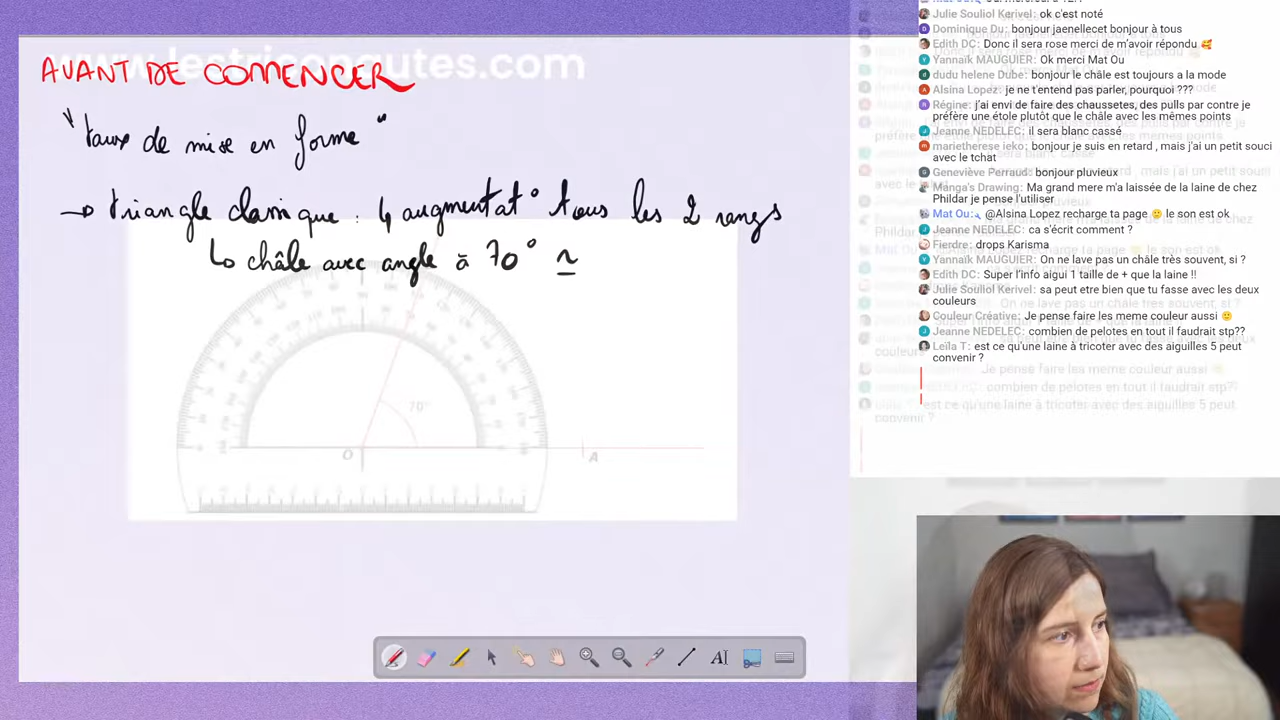 www.lestriconautes.com
AVANT DE COMENCER
"taux de mise en forme"
→ triangle classique : 4 augmentat° tous les 2 rangs
↳ châle avec angle à 70° ~
70°
O
A
AI
Julie Souliol Kerivel: ok c'est noté
Dominique Du: bonjour jaenellecet bonjour à tous
Edith DC: Donc il sera rose merci de m'avoir répondu 🥰
Yannaïk MAUGUIER: Ok merci Mat Ou
dudu helene Dube: bonjour le châle est toujours a la mode
Alsina Lopez: je ne t'entend pas parler, pourquoi ???
Régine: j'ai envi de faire des chaussetes, des pulls par contre je
préfère une étole plutôt que le châle avec les mêmes points
Jeanne NEDELEC: il sera blanc cassé
marietherese ieko: bonjour je suis en retard , mais j'ai un petit souci
avec le tchat
Geneviève Perraud: bonjour pluvieux
Manga's Drawing: Ma grand mere m'a laissée de la laine de chez
Phildar je pense l'utiliser
Mat Ou: @Alsina Lopez recharge ta page 🙂 le son est ok
Jeanne NEDELEC: ca s'écrit comment ?
Fierdre: drops Karisma
Yannaïk MAUGUIER: On ne lave pas un châle très souvent, si ?
Edith DC: Super l'info aigui 1 taille de + que la laine !!
Julie Souliol Kerivel: sa peut etre bien que tu fasse avec les deux
couleurs
Couleur Créative: Je pense faire les meme couleur aussi 🙂
Jeanne NEDELEC: combien de pelotes en tout il faudrait stp??
Leïla T: est ce qu'une laine à tricoter avec des aiguilles 5 peut
convenir ?